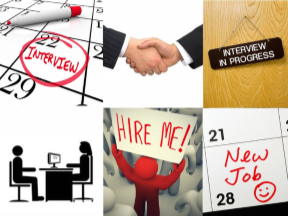 INTERVIEW
22
29
INTERVIEW
IN PROGRESS
HIRE ME!
21
New
Job
28